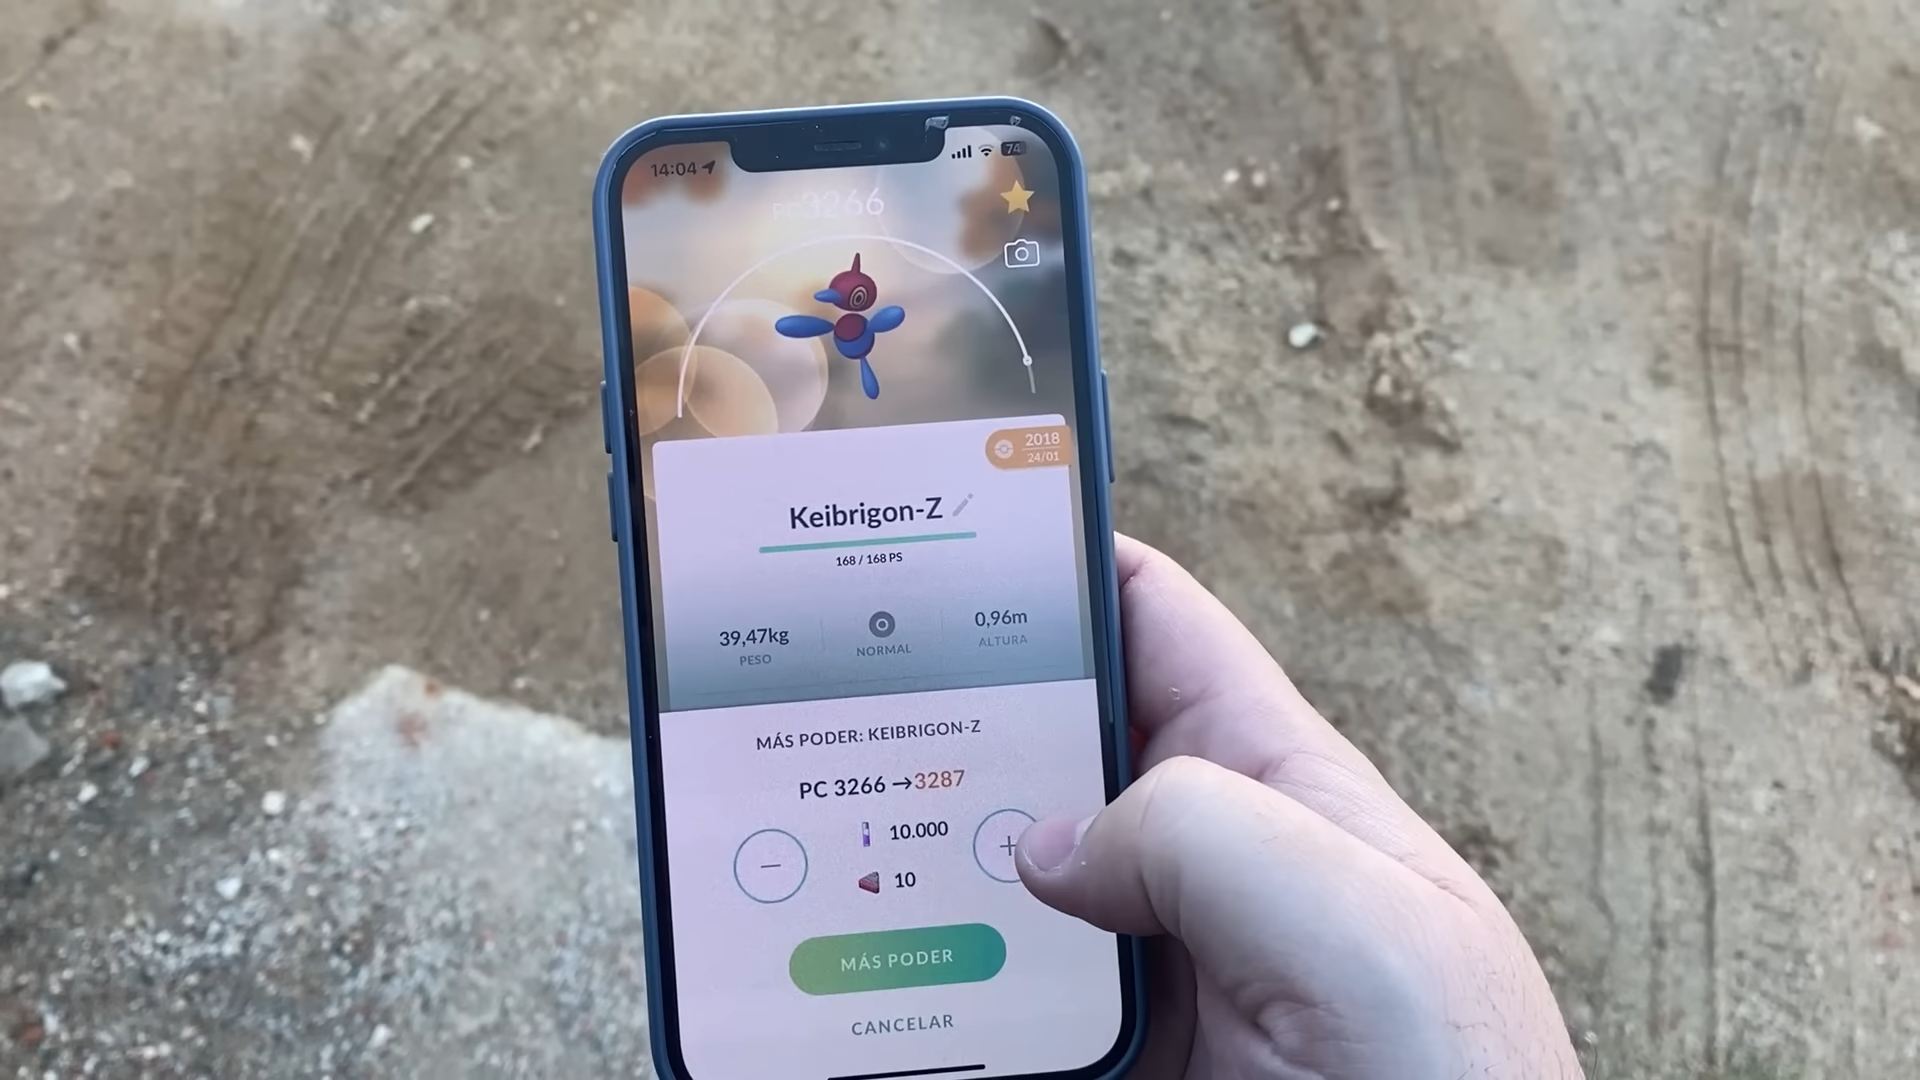 14:04
74
PC 3266
2018
24/01
Keibrigon-Z
168 / 168 PS
39,47kg
PESO
NORMAL
0,96m
ALTURA
MÁS PODER: KEIBRIGON-Z
PC 3266 →3287
10.000
10
MÁS PODER
CANCELAR